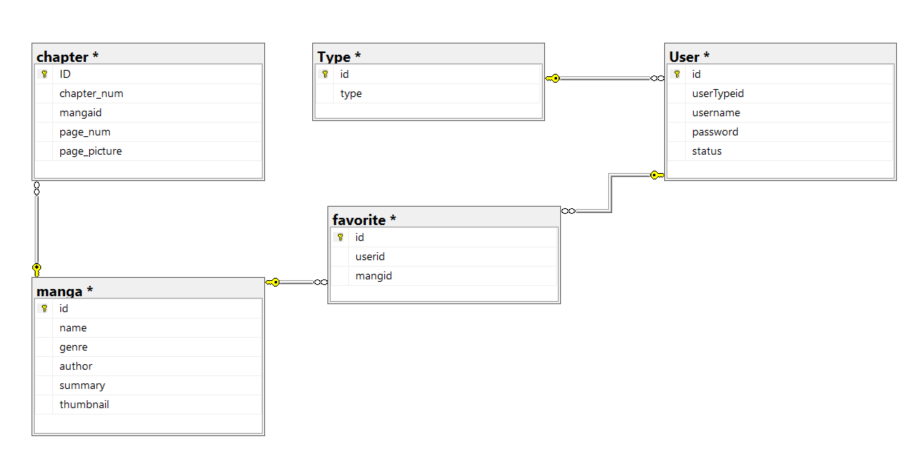 chapter *
ID
chapter_num
mangaid
page_num
page_picture
Type *
id
type
User *
id
userTypeid
username
password
status
favorite *
id
userid
mangid
manga *
id
name
genre
author
summary
thumbnail